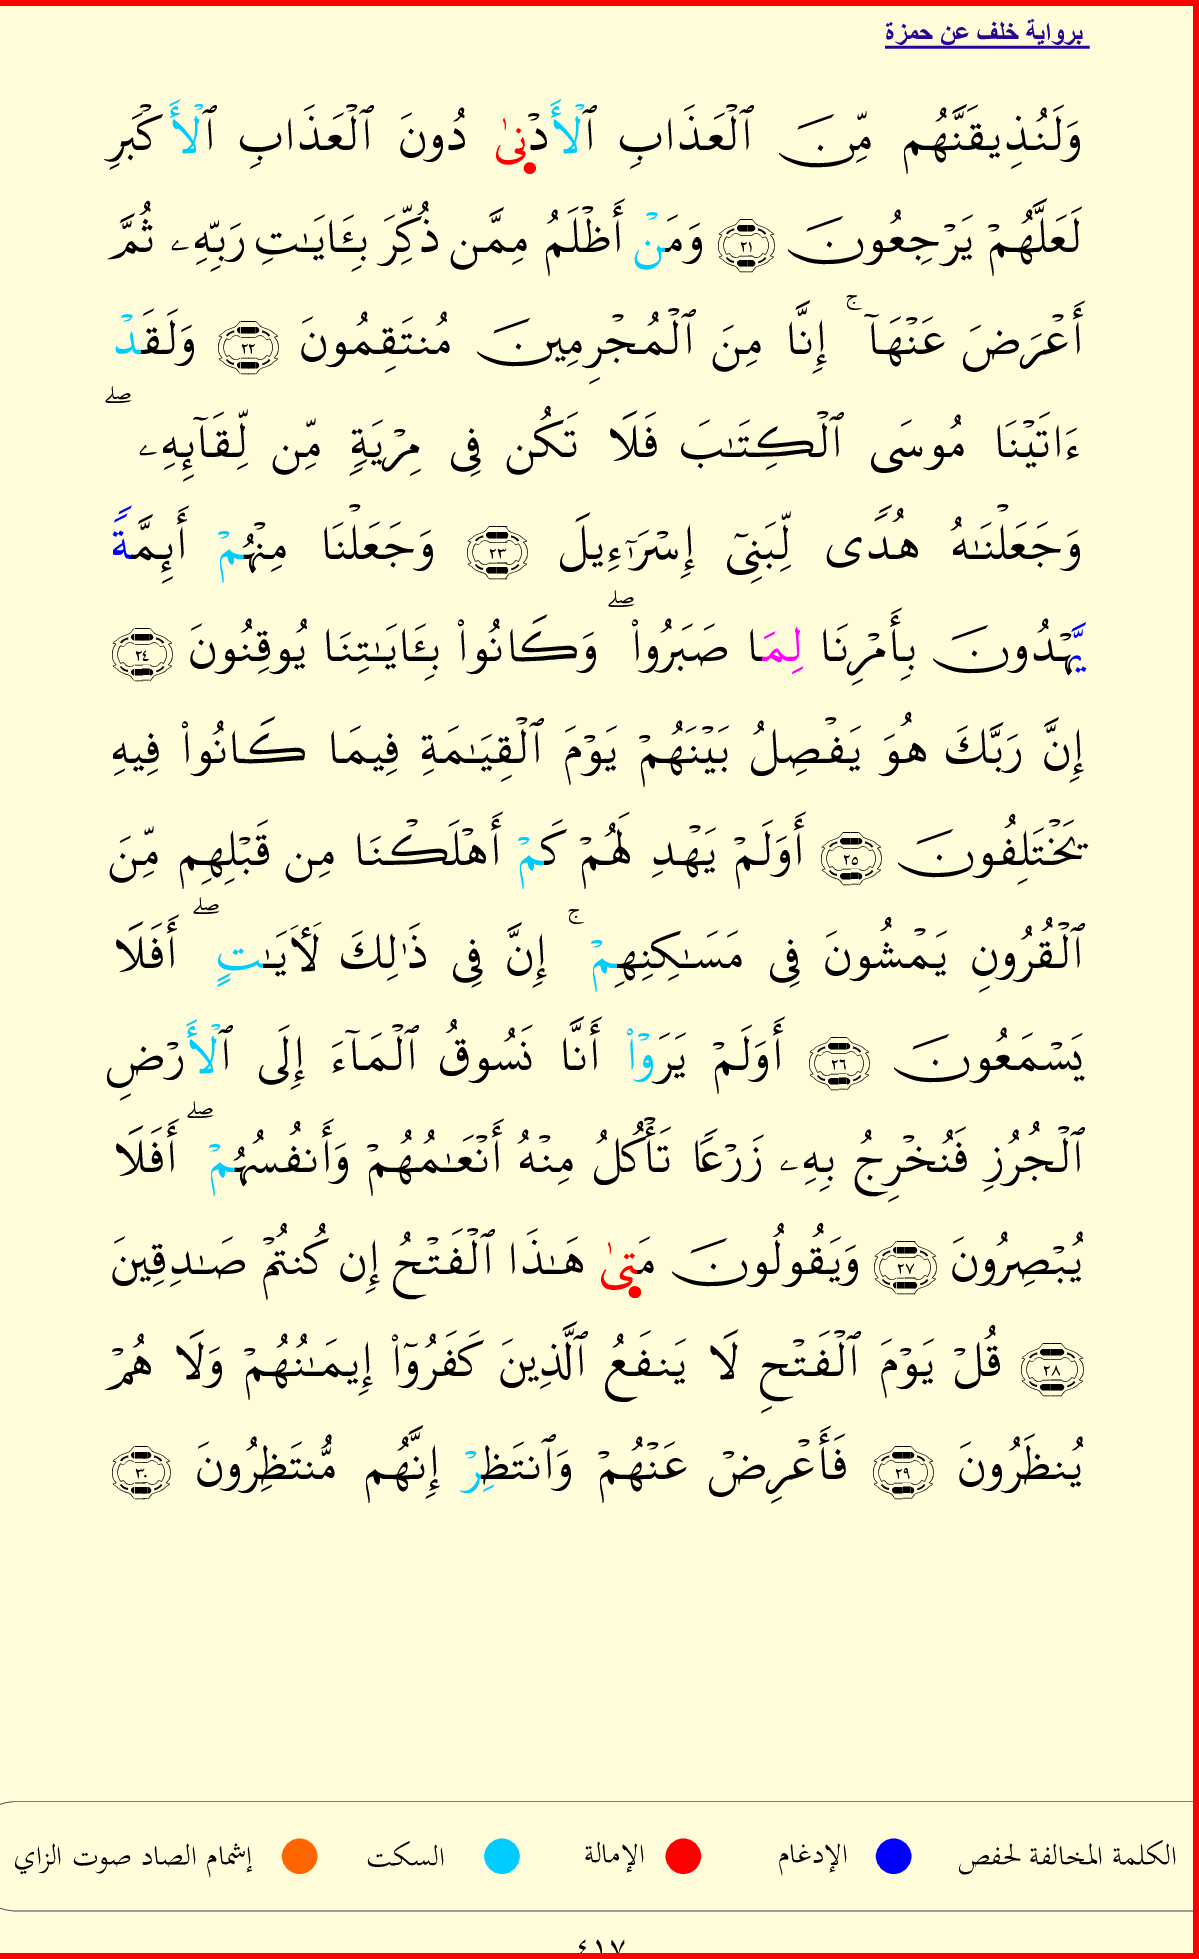 برواية خلف عن حمزة
وَلَنُذِيقَنَّهُم مِّنَ ٱلْعَذَابِ ٱلْأَدْنىٰ دُونَ ٱلْعَذَابِ ٱلْأَكْبَرِ
لَعَلَّهُمْ يَرْجِعُونَ ٢١ وَمَنْ أَظْلَمُ مِمَّن ذُكِّرَ بِـَٔايَـٰتِ رَبِّهِۦ ثُمَّ
أَعْرَضَ عَنْهَآ ۚ إِنَّا مِنَ ٱلْمُجْرِمِينَ مُنتَقِمُونَ ٢٢ وَلَقَدْ
ءَاتَيْنَا مُوسَى ٱلْكِتَـٰبَ فَلَا تَكُن فِى مِرْيَةٍ مِّن لِّقَآئِهِۦ ۖ
وَجَعَلْنَـٰهُ هُدًى لِّبَنِىٓ إِسْرَٰٓءِيلَ ٢٣ وَجَعَلْنَا مِنْهُمْ أَئِمَّةً
يَّهْدُونَ بِأَمْرِنَا لِمَا صَبَرُوا۟ ۖ وَكَانُوا۟ بِـَٔايَـٰتِنَا يُوقِنُونَ ٢٤
إِنَّ رَبَّكَ هُوَ يَفْصِلُ بَيْنَهُمْ يَوْمَ ٱلْقِيَـٰمَةِ فِيمَا كَانُوا۟ فِيهِ
يَخْتَلِفُونَ ٢٥ أَوَلَمْ يَهْدِ لَهُمْ كَمْ أَهْلَكْنَا مِن قَبْلِهِم مِّنَ
ٱلْقُرُونِ يَمْشُونَ فِى مَسَـٰكِنِهِمْ ۚ إِنَّ فِى ذَٰلِكَ لَـَٔايَـٰتٍ ۖ أَفَلَا
يَسْمَعُونَ ٢٦ أَوَلَمْ يَرَوْا۟ أَنَّا نَسُوقُ ٱلْمَآءَ إِلَى ٱلْأَرْضِ
ٱلْجُرُزِ فَنُخْرِجُ بِهِۦ زَرْعًا تَأْكُلُ مِنْهُ أَنْعَـٰمُهُمْ وَأَنفُسُهُمْ ۖ أَفَلَا
يُبْصِرُونَ ٢٧ وَيَقُولُونَ مَتىٰ هَـٰذَا ٱلْفَتْحُ إِن كُنتُمْ صَـٰدِقِينَ
٢٨ قُلْ يَوْمَ ٱلْفَتْحِ لَا يَنفَعُ ٱلَّذِينَ كَفَرُوٓا۟ إِيمَـٰنُهُمْ وَلَا هُمْ
يُنظَرُونَ ٢٩ فَأَعْرِضْ عَنْهُمْ وَٱنتَظِرْ إِنَّهُم مُّنتَظِرُونَ ٣٠
الكلمة المخالفة لحفص الإدغام الإمالة السكت إشمام الصاد صوت الزاي
٤١٧